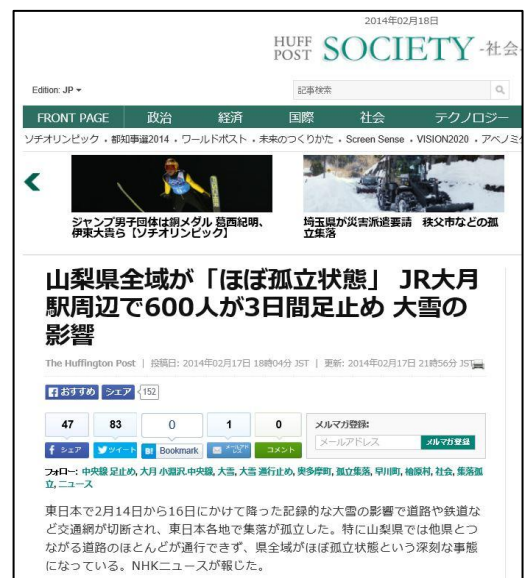 2014年02月18日
HUFF POST SOCIETY -社会-
Edition: JP
記事検索
FRONT PAGE 政治 経済 国際 社会 テクノロジー
ソチオリンピック ・都知事選2014 ・ワールドポスト ・未来のつくりかた ・Screen Sense ・VISION2020 ・アベノミ
ジャンプ男子団体は銅メダル 葛西紀明、
伊東大貴ら【ソチオリンピック】
埼玉県が災害派遣要請 秩父市などの孤
立集落
山梨県全域が「ほぼ孤立状態」 JR大月
駅周辺で600人が3日間足止め 大雪の
影響
The Huffington Post | 投稿日: 2014年02月17日 18時04分 JST | 更新: 2014年02月17日 21時56分 JST
おすすめ シェア 152
47 83 0 1 0 メルマガ登録:
メールアドレス メルマガ登録
シェア ツイート B! Bookmark コメント
フォロー: 中央線 足止め, 大月 小淵沢 中央線, 大雪, 大雪 通行止め, 奥多摩町, 孤立集落, 早川町, 檜原村, 社会, 集落孤
立, ニュース
東日本で2月14日から16日にかけて降った記録的な大雪の影響で道路や鉄道な
ど交通網が切断され、東日本各地で集落が孤立した。特に山梨県では他県とつ
ながる道路のほとんどが通行できず、県全域がほぼ孤立状態という深刻な事態
になっている。NHKニュースが報じた。